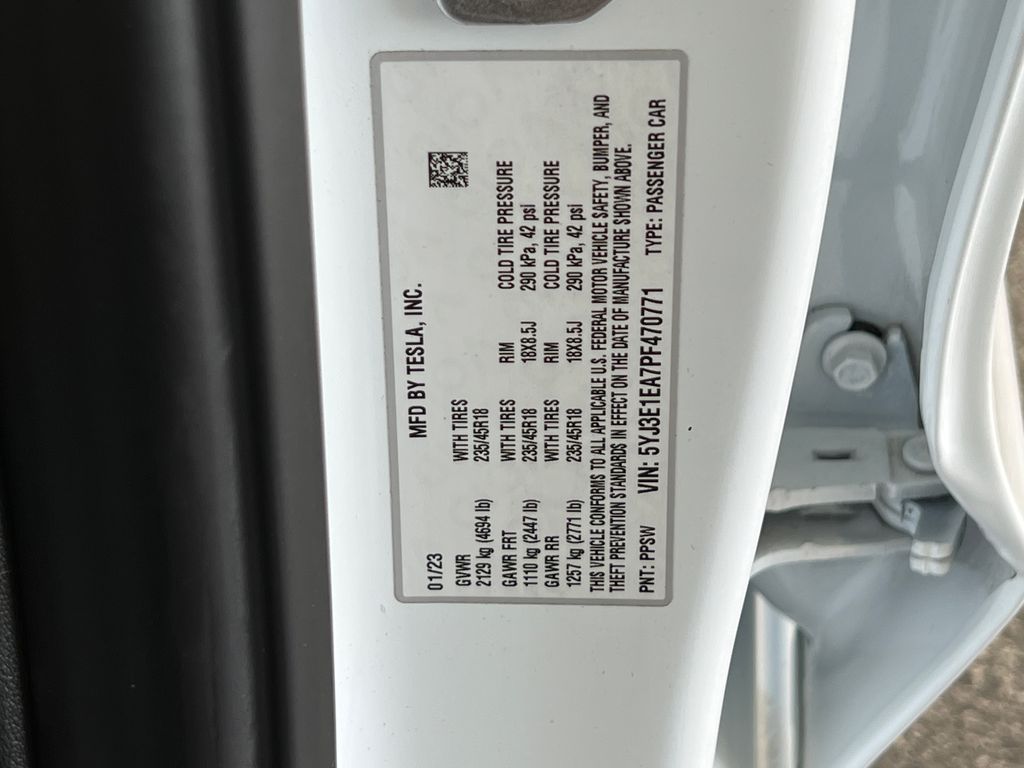 MFD BY TESLA, INC.
01/23
GVWR WITH TIRES
2129 kg (4694 lb) 235/45R18
GAWR FRT WITH TIRES RIM COLD TIRE PRESSURE
1110 kg (2447 lb) 235/45R18 18X8.5J 290 kPa, 42 psi
GAWR RR WITH TIRES RIM COLD TIRE PRESSURE
1257 kg (2771 lb) 235/45R18 18X8.5J 290 kPa, 42 psi
THIS VEHICLE CONFORMS TO ALL APPLICABLE U.S. FEDERAL MOTOR VEHICLE SAFETY, BUMPER, AND
THEFT PREVENTION STANDARDS IN EFFECT ON THE DATE OF MANUFACTURE SHOWN ABOVE.
PNT: PPSW VIN: 5YJ3E1EA7PF470771 TYPE: PASSENGER CAR